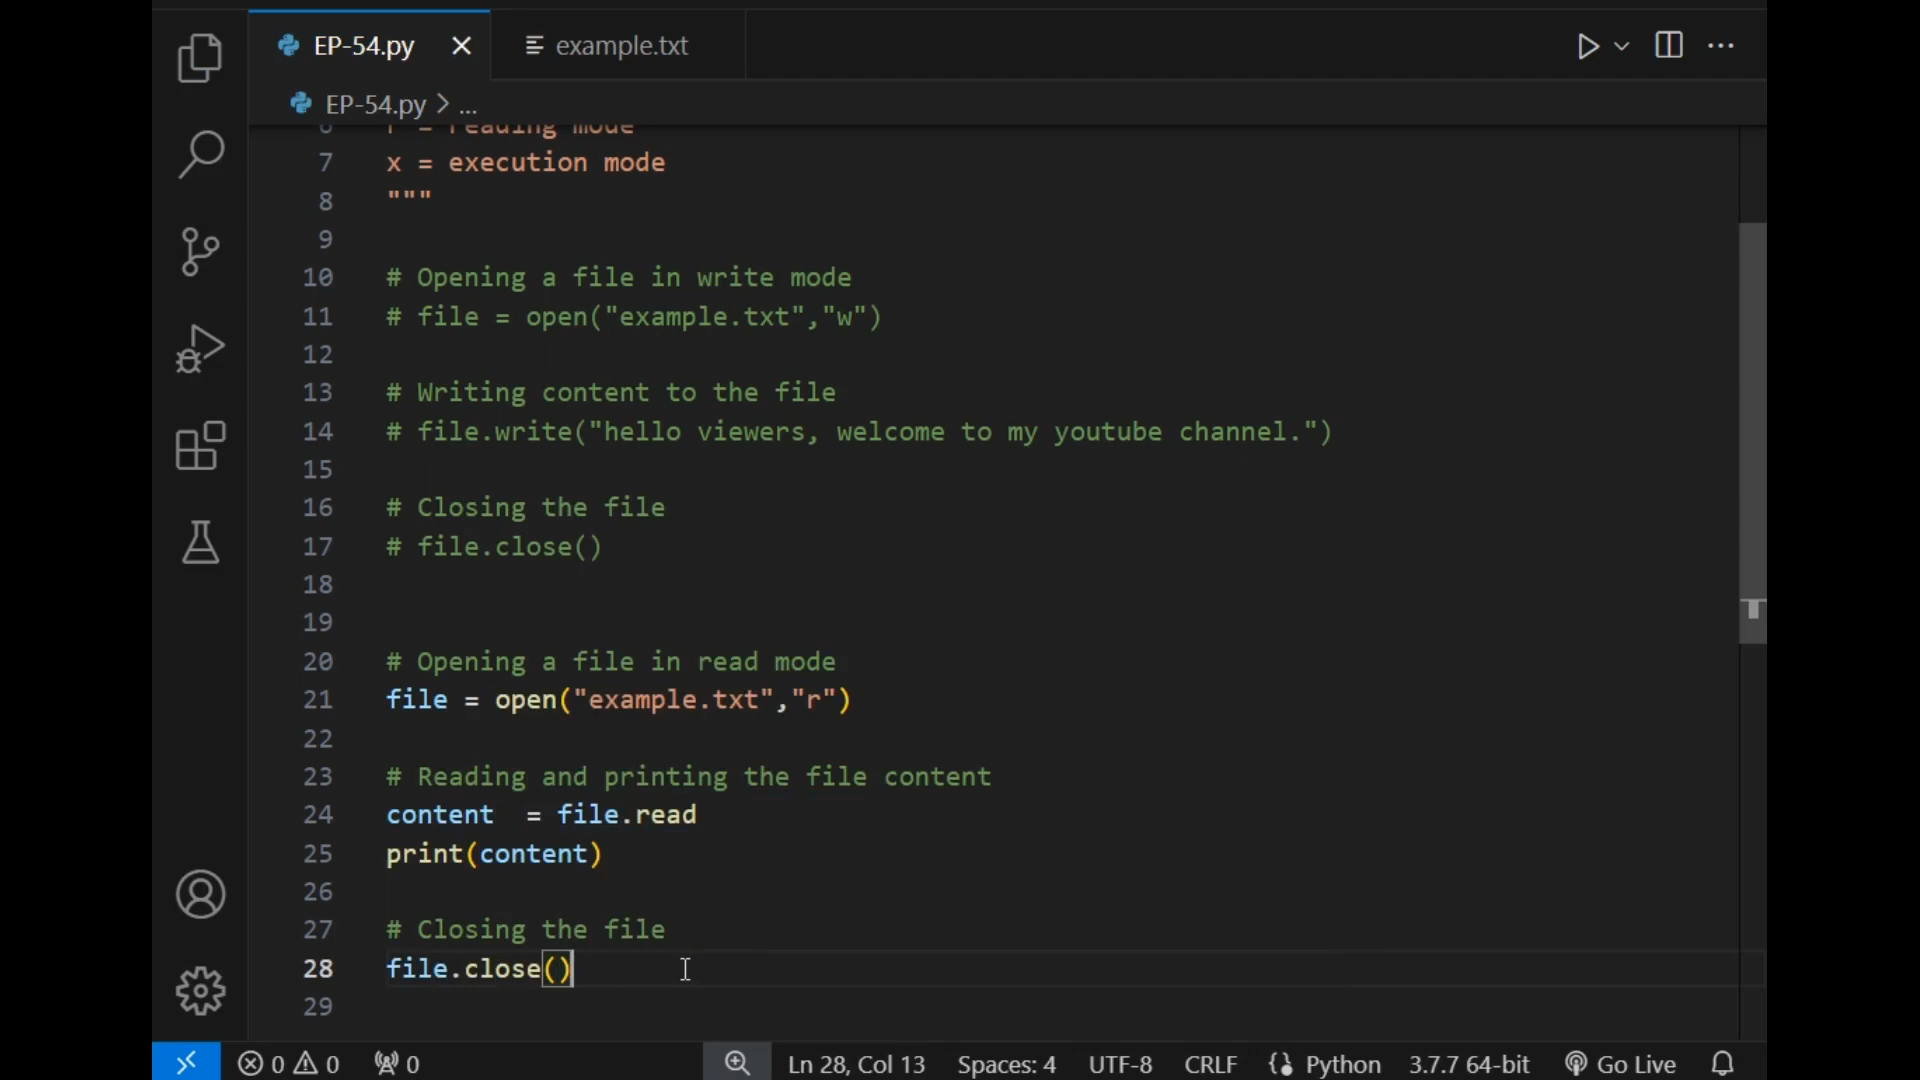 EP-54.py
example.txt
EP-54.py > ...
6 r = reading mode
7 x = execution mode
8 """
9
10 # Opening a file in write mode
11 # file = open("example.txt","w")
12
13 # Writing content to the file
14 # file.write("hello viewers, welcome to my youtube channel.")
15
16 # Closing the file
17 # file.close()
18
19
20 # Opening a file in read mode
21 file = open("example.txt","r")
22
23 # Reading and printing the file content
24 content  = file.read
25 print(content)
26
27 # Closing the file
28 file.close()
29
0 0 0 Ln 28, Col 13 Spaces: 4 UTF-8 CRLF Python 3.7.7 64-bit Go Live